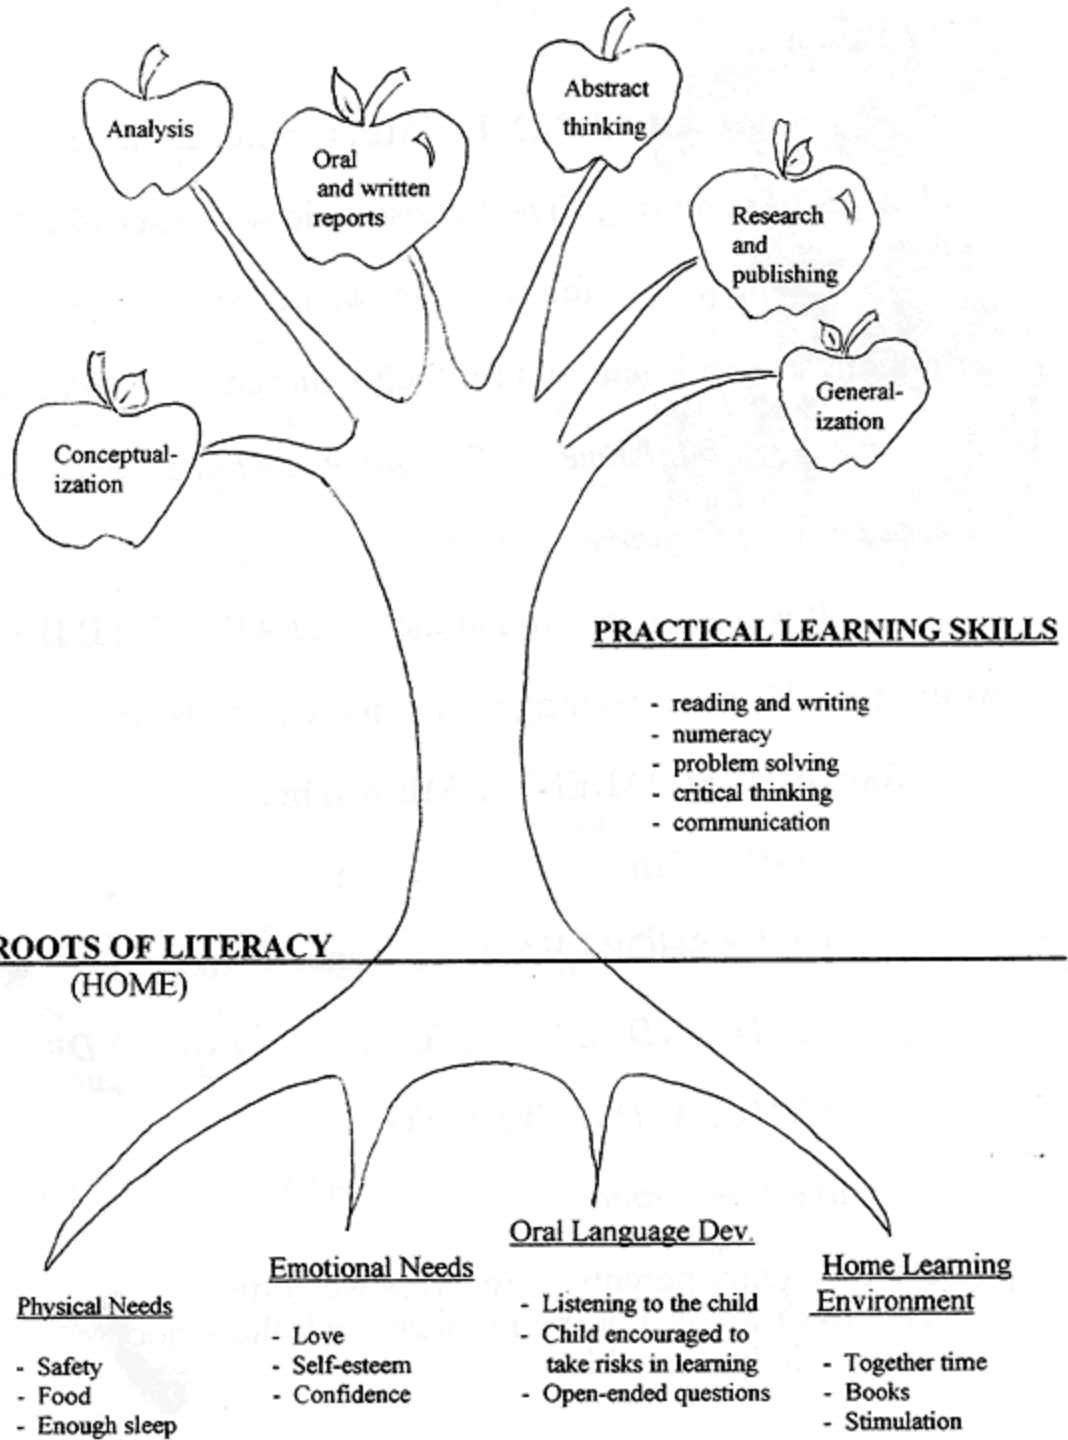 Analysis
Oral
and written
reports
Abstract
thinking
Research
and
publishing
General-
ization
Conceptual-
ization
PRACTICAL LEARNING SKILLS
- reading and writing
- numeracy
- problem solving
- critical thinking
- communication
ROOTS OF LITERACY
(HOME)
Physical Needs
- Safety
- Food
- Enough sleep
Emotional Needs
- Love
- Self-esteem
- Confidence
Oral Language Dev.
- Listening to the child
- Child encouraged to
take risks in learning
- Open-ended questions
Home Learning
Environment
- Together time
- Books
- Stimulation